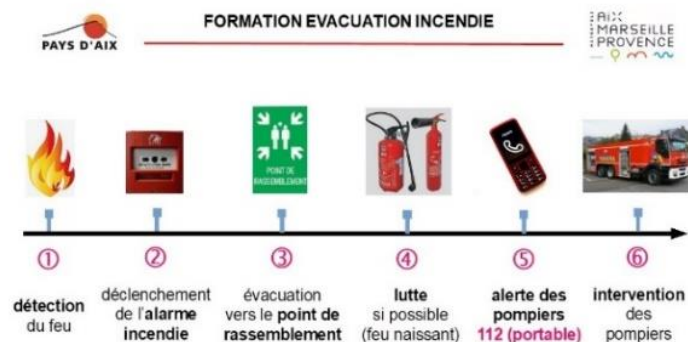 FORMATION EVACUATION INCENDIE
PAYS D'AIX
AIX
MARSEILLE
PROVENCE
POINT DE
RASSEMBLEMENT
①
②
③
④
⑤
⑥
détection
du feu
déclenchement
de l'alarme
incendie
évacuation
vers le point de
rassemblement
lutte
si possible
(feu naissant)
alerte des
pompiers
112 (portable)
intervention
des
pompiers